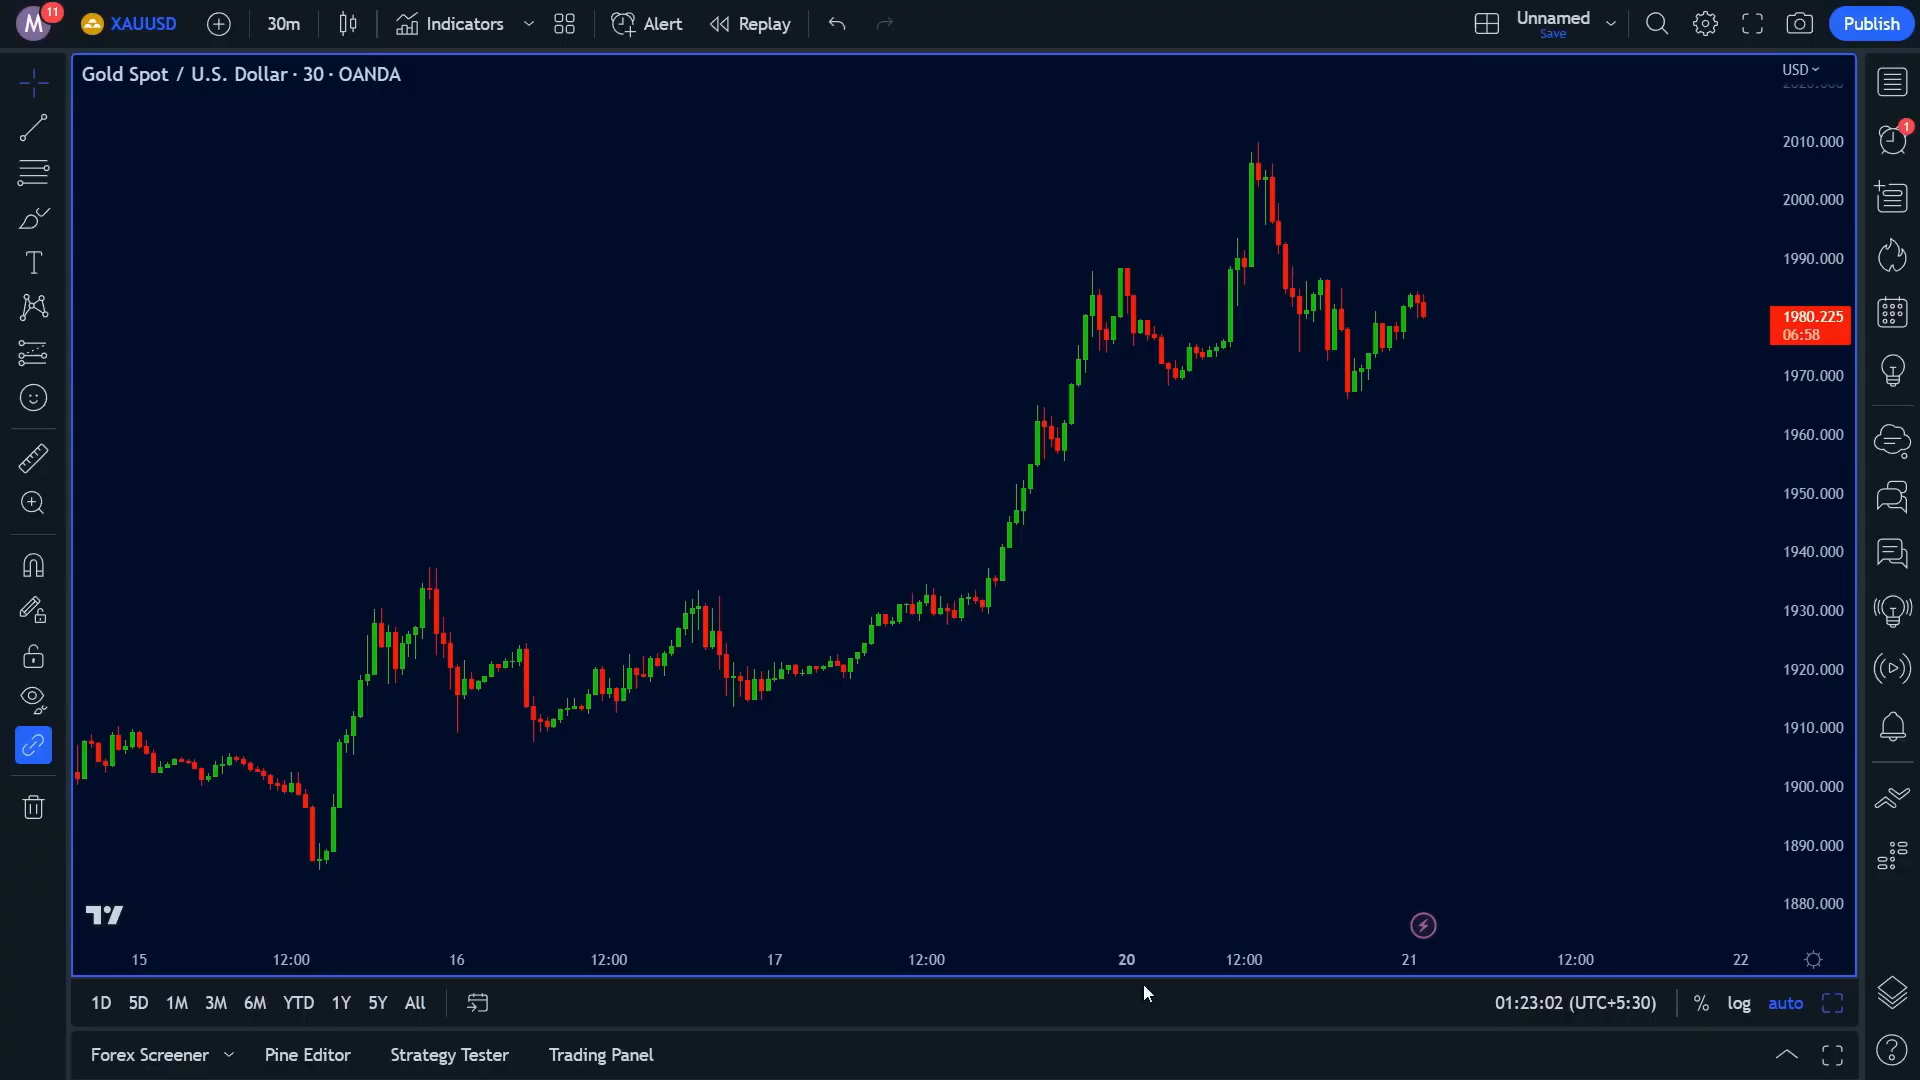 M 11 XAUUSD 30m Indicators Alert Replay Unnamed Save Publish
Gold Spot / U.S. Dollar · 30 · OANDA
USD
2020.000
2010.000
2000.000
1990.000
1980.225
06:58
1970.000
1960.000
1950.000
1940.000
1930.000
1920.000
1910.000
1900.000
1890.000
1880.000
1
15 12:00 16 12:00 17 12:00 20 12:00 21 12:00 22
1D 5D 1M 3M 6M YTD 1Y 5Y All 01:23:02 (UTC+5:30) % log auto
Forex Screener Pine Editor Strategy Tester Trading Panel